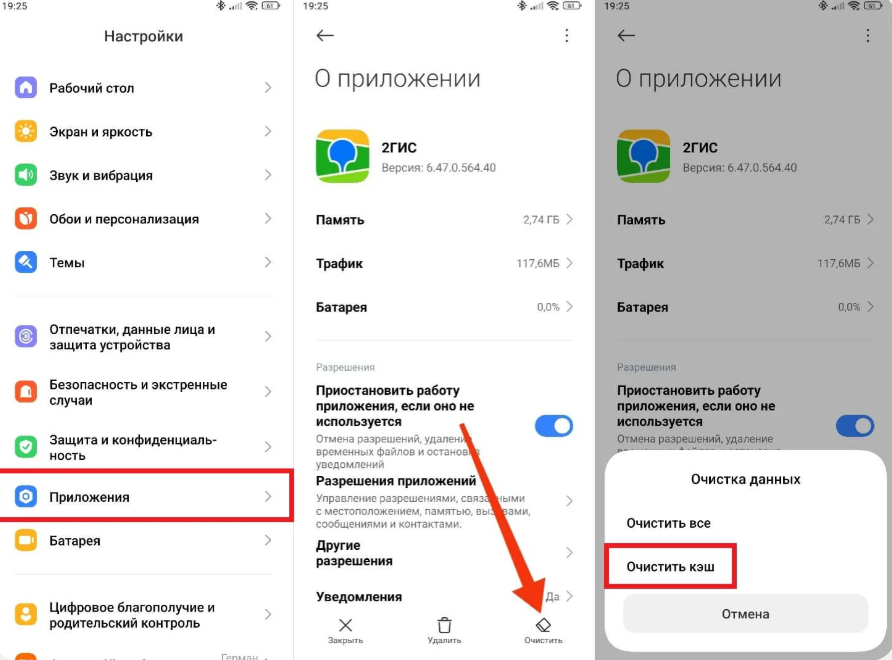 19:25
61
Настройки
Рабочий стол
Экран и яркость
Звук и вибрация
Обои и персонализация
Темы
Отпечатки, данные лица и
защита устройства
Безопасность и экстренные
случаи
Защита и конфиденциаль-
ность
Приложения
Батарея
Цифровое благополучие и
родительский контроль
19:25
61
О приложении
2ГИС
Версия: 6.47.0.564.40
Память 2,74 ГБ
Трафик 117,6МБ
Батарея 0,0%
Разрешения
Приостановить работу
приложения, если оно не
используется
Отмена разрешений, удаление
временных файлов и остановка
уведомлений
Разрешения приложений
Управление разрешениями, связанными
с местоположением, памятью, вызовами,
сообщениями и контактами.
Другие
разрешения
Уведомления Да
Закрыть Удалить Очистить
19:25
61
О приложении
2ГИС
Версия: 6.47.0.564.40
Память 2,74 ГБ
Трафик 117,6МБ
Батарея 0,0%
Разрешения
Приостановить работу
приложения, если оно не
используется
Отмена разрешений, удаление
Очистка данных
Очистить все
Очистить кэш
Отмена